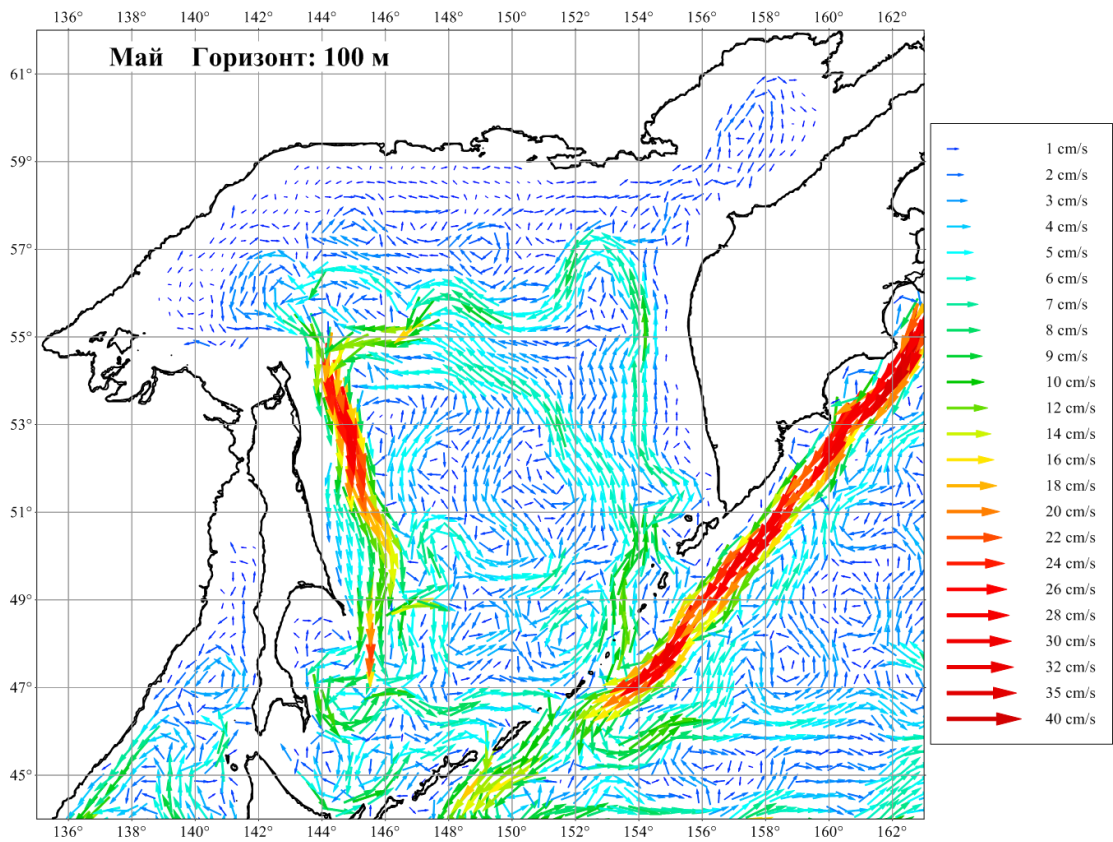 136° 138° 140° 142° 144° 146° 148° 150° 152° 154° 156° 158° 160° 162°
Май Горизонт: 100 м
61°
59°
57°
55°
53°
51°
49°
47°
45°
136° 138° 140° 142° 144° 146° 148° 150° 152° 154° 156° 158° 160° 162°
1 cm/s
2 cm/s
3 cm/s
4 cm/s
5 cm/s
6 cm/s
7 cm/s
8 cm/s
9 cm/s
10 cm/s
12 cm/s
14 cm/s
16 cm/s
18 cm/s
20 cm/s
22 cm/s
24 cm/s
26 cm/s
28 cm/s
30 cm/s
32 cm/s
35 cm/s
40 cm/s